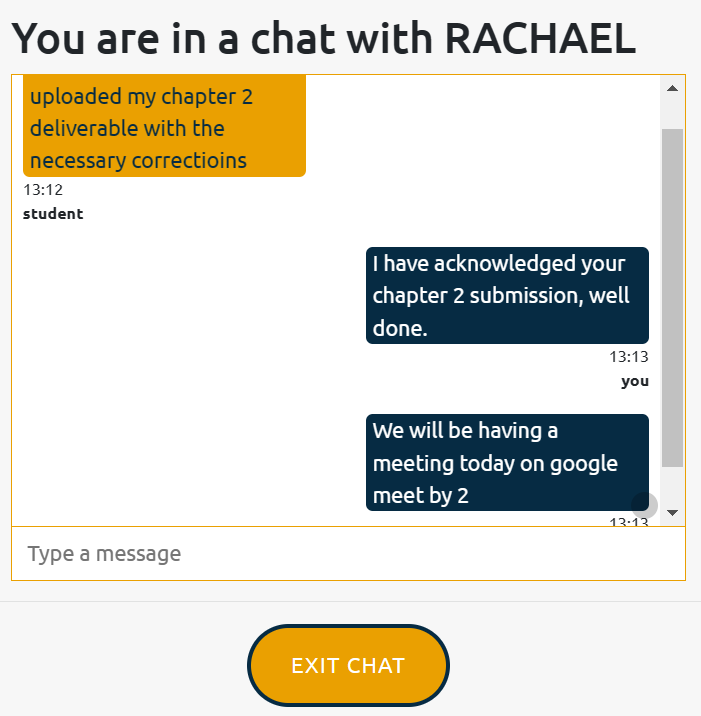 You are in a chat with RACHAEL
uploaded my chapter 2
deliverable with the
necessary correctioins
13:12
student
I have acknowledged your
chapter 2 submission, well
done.
13:13
you
We will be having a
meeting today on google
meet by 2
13:13
Type a message
EXIT CHAT